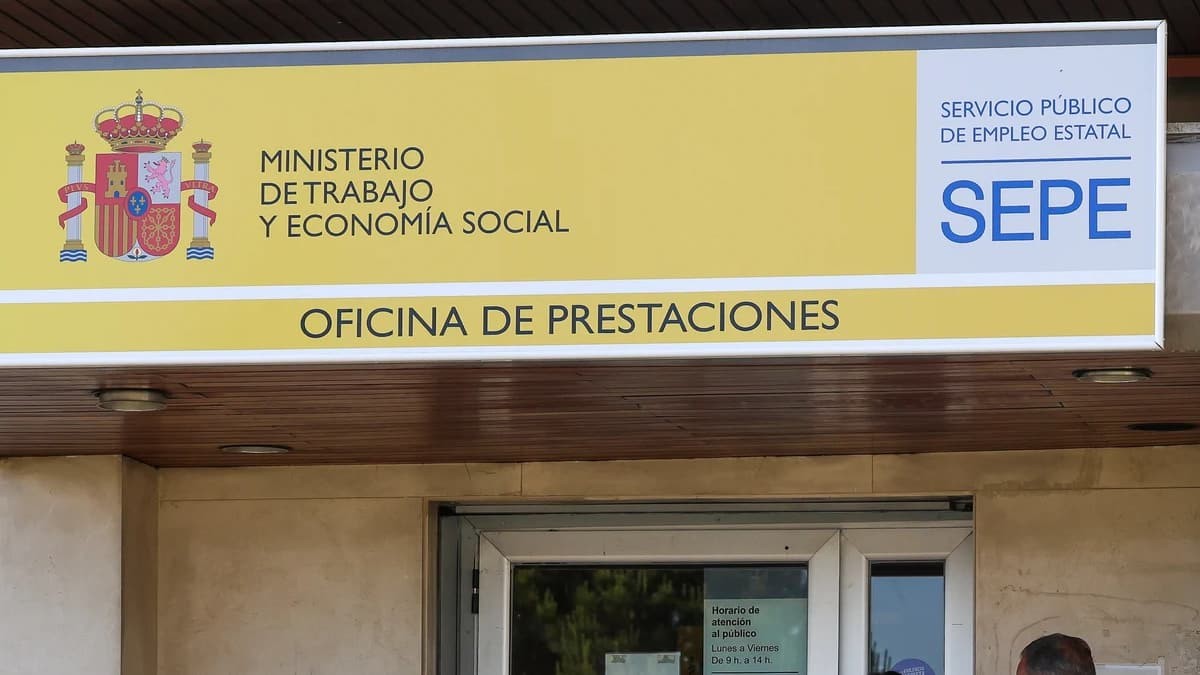 MINISTERIO
DE TRABAJO
Y ECONOMÍA SOCIAL
PLVS VLTRA
SERVICIO PÚBLICO
DE EMPLEO ESTATAL
SEPE
OFICINA DE PRESTACIONES
Horario de
atención
al público
Lunes a Viernes
De 9 h. a 14 h.